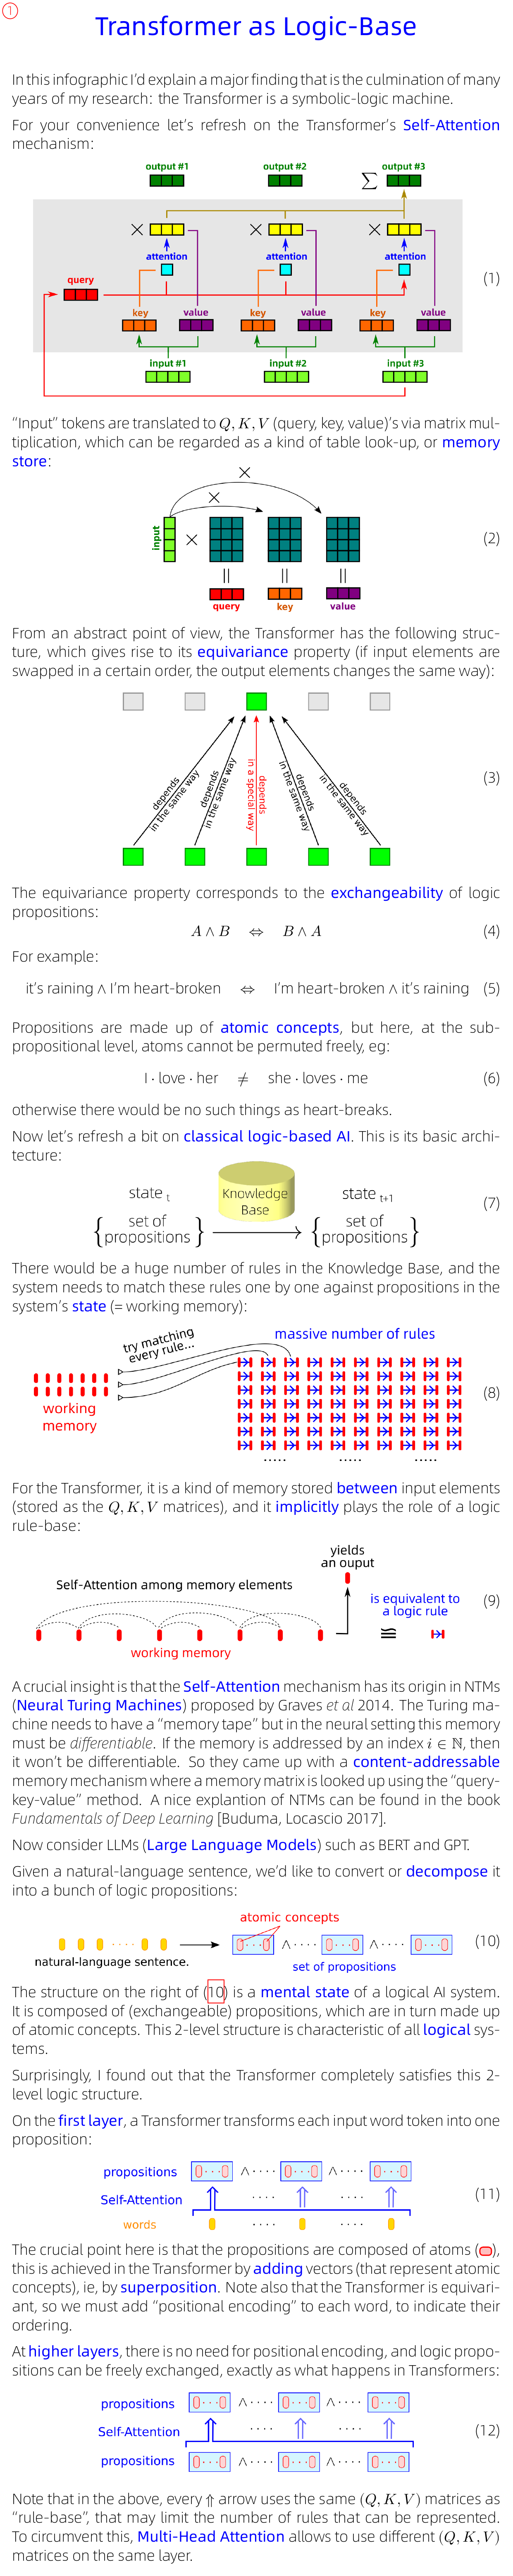 1
Transformer as Logic-Base
In this infographic I'd explain a major finding that is the culmination of many
years of my research: the Transformer is a symbolic-logic machine.
For your convenience let's refresh on the Transformer's Self-Attention
mechanism:
output #1 output #2 output #3
∑
× × ×
attention attention attention
(1)
query
key value key value key value
input #1 input #2 input #3
"Input" tokens are translated to Q, K, V (query, key, value)'s via matrix mul-
tiplication, which can be regarded as a kind of table look-up, or memory
store:
×
×
input × (2)
|| || ||
query key value
From an abstract point of view, the Transformer has the following struc-
ture, which gives rise to its equivariance property (if input elements are
swapped in a certain order, the output elements changes the same way):
depends in the same way
depends in the same way
depends in a special way
depends in the same way
depends in the same way
(3)
The equivariance property corresponds to the exchangeability of logic
propositions:
A ∧ B ⇔ B ∧ A (4)
For example:
it's raining ∧ I'm heart-broken ⇔ I'm heart-broken ∧ it's raining (5)
Propositions are made up of atomic concepts, but here, at the sub-
propositional level, atoms cannot be permuted freely, eg:
I · love · her ≠ she · loves · me (6)
otherwise there would be no such things as heart-breaks.
Now let's refresh a bit on classical logic-based AI. This is its basic archi-
tecture:
state t Knowledge Base state t+1 (7)
{set of propositions} {set of propositions}
There would be a huge number of rules in the Knowledge Base, and the
system needs to match these rules one by one against propositions in the
system's state (= working memory):
try matching every rule... massive number of rules
working memory (8)
..... ..... .....
For the Transformer, it is a kind of memory stored between input elements
(stored as the Q, K, V matrices), and it implicitly plays the role of a logic
rule-base:
yields
an ouput
Self-Attention among memory elements
is equivalent to
a logic rule
(9)
≅
working memory
A crucial insight is that the Self-Attention mechanism has its origin in NTMs
(Neural Turing Machines) proposed by Graves et al 2014. The Turing ma-
chine needs to have a "memory tape" but in the neural setting this memory
must be differentiable. If the memory is addressed by an index i ∈ ℕ, then
it won't be differentiable. So they came up with a content-addressable
memory mechanism where a memory matrix is looked up using the "query-
key-value" method. A nice explantion of NTMs can be found in the book
Fundamentals of Deep Learning [Buduma, Locascio 2017].
Now consider LLMs (Large Language Models) such as BERT and GPT.
Given a natural-language sentence, we'd like to convert or decompose it
into a bunch of logic propositions:
atomic concepts
···· ··· ∧···· ··· ∧···· ··· (10)
natural-language sentence. set of propositions
The structure on the right of (10) is a mental state of a logical AI system.
It is composed of (exchangeable) propositions, which are in turn made up
of atomic concepts. This 2-level structure is characteristic of all logical sys-
tems.
Surprisingly, I found out that the Transformer completely satisfies this 2-
level logic structure.
On the first layer, a Transformer transforms each input word token into one
proposition:
propositions ··· ∧···· ··· ∧···· ···
Self-Attention ···· ···· (11)
words ···· ····
The crucial point here is that the propositions are composed of atoms (),
this is achieved in the Transformer by adding vectors (that represent atomic
concepts), ie, by superposition. Note also that the Transformer is equivari-
ant, so we must add "positional encoding" to each word, to indicate their
ordering.
At higher layers, there is no need for positional encoding, and logic propo-
sitions can be freely exchanged, exactly as what happens in Transformers:
propositions ··· ∧···· ··· ∧···· ···
Self-Attention ···· ···· (12)
propositions ··· ∧···· ··· ∧···· ···
Note that in the above, every ⇑ arrow uses the same (Q, K, V) matrices as
"rule-base", that may limit the number of rules that can be represented.
To circumvent this, Multi-Head Attention allows to use different (Q, K, V)
matrices on the same layer.